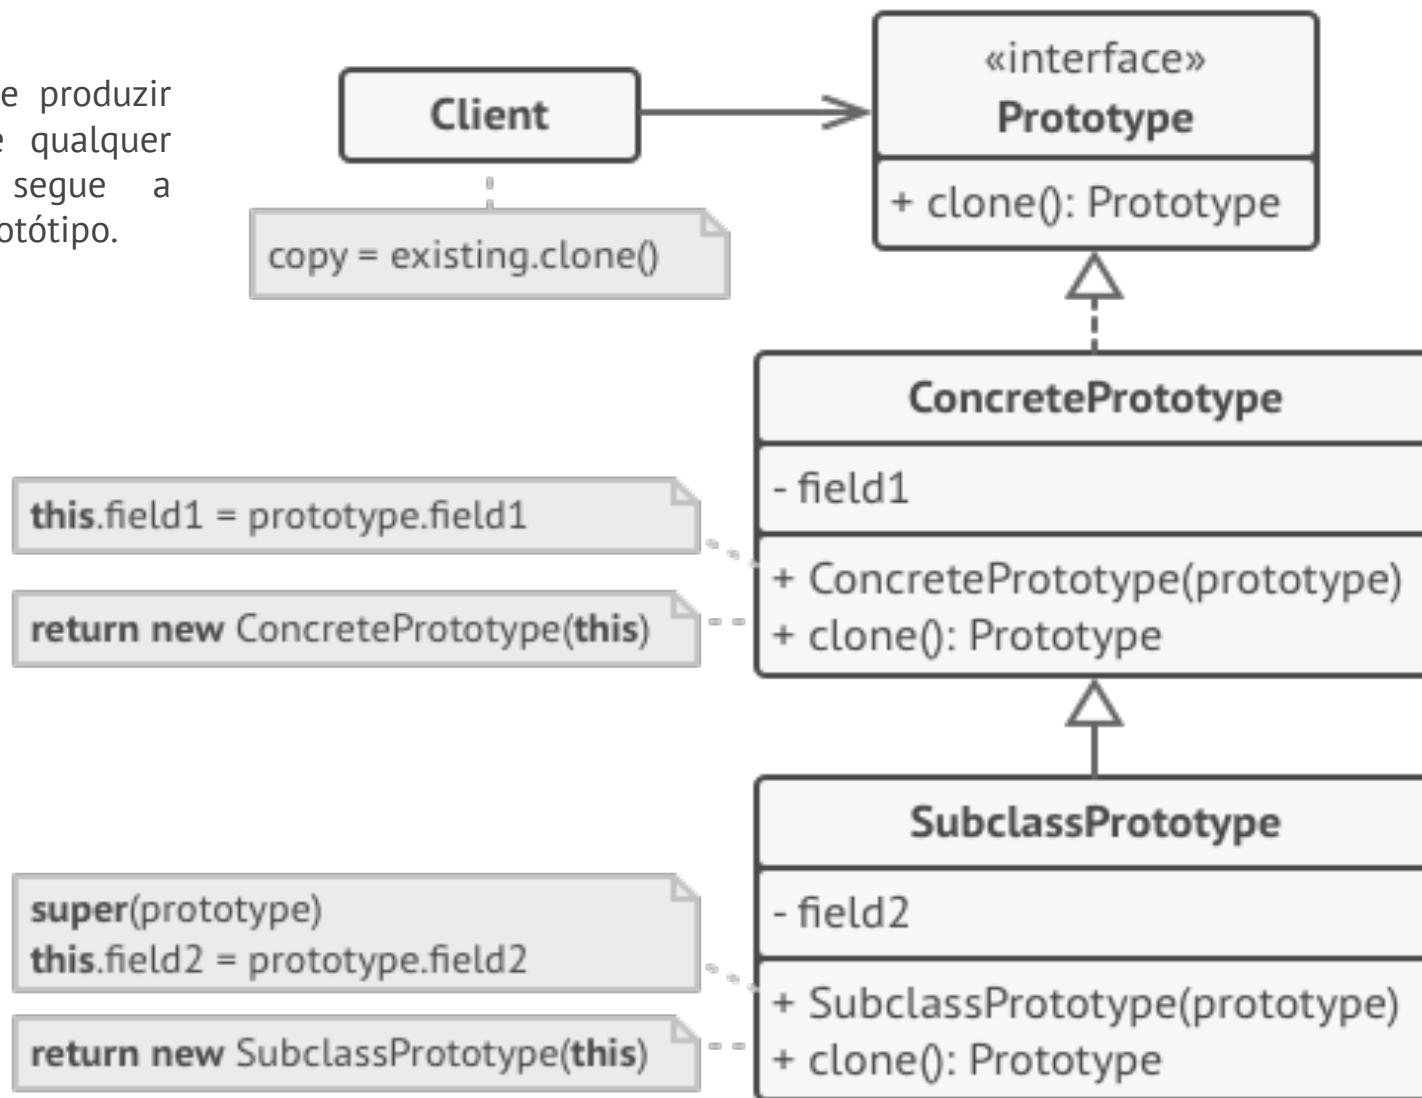 e produzir
qualquer
segue a
otótipo.
Client
copy = existing.clone()
«interface»
Prototype
+ clone(): Prototype
ConcretePrototype
- field1
+ ConcretePrototype(prototype)
+ clone(): Prototype
this.field1 = prototype.field1
return new ConcretePrototype(this)
SubclassPrototype
- field2
+ SubclassPrototype(prototype)
+ clone(): Prototype
super(prototype)
this.field2 = prototype.field2
return new SubclassPrototype(this)